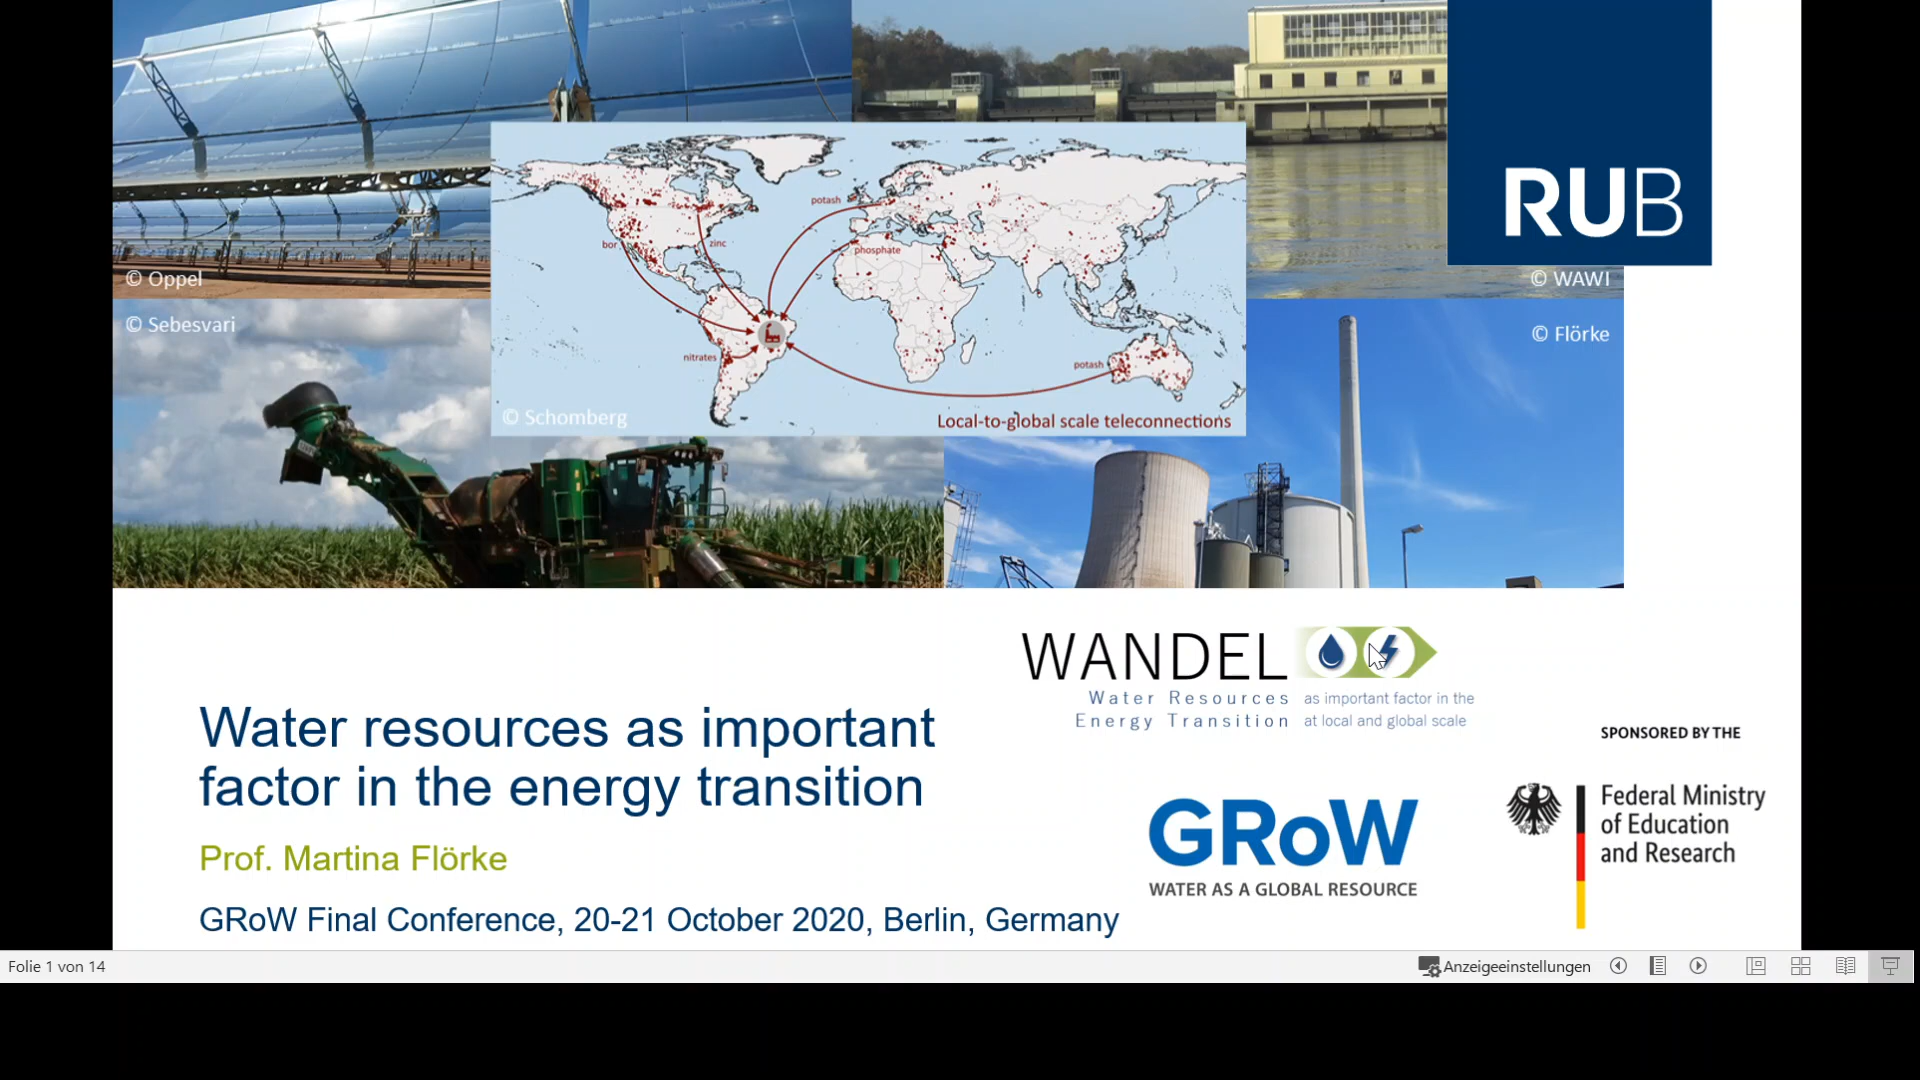 RUB
© Oppel
© WAWI
© Sebesvari
© Flörke
potash
bor
zinc
phosphate
nitrates
potash
© Schomberg
Local-to-global scale teleconnections
WANDEL
Water Resources as important factor in the
Energy Transition at local and global scale
Water resources as important
factor in the energy transition
Prof. Martina Flörke
GRoW Final Conference, 20-21 October 2020, Berlin, Germany
GRoW
WATER AS A GLOBAL RESOURCE
SPONSORED BY THE
Federal Ministry
of Education
and Research
Folie 1 von 14
Anzeigeeinstellungen